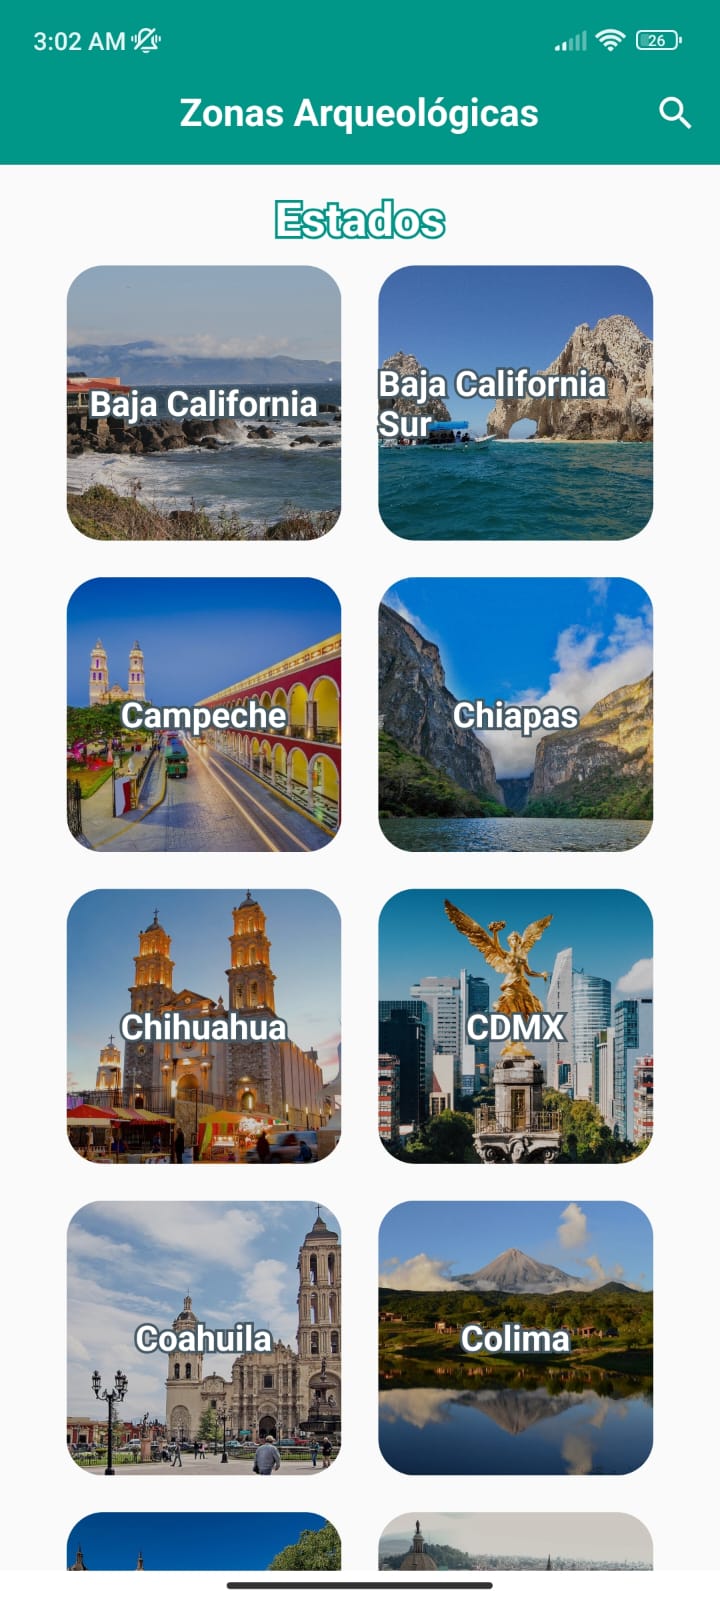 3:02 AM
26
Zonas Arqueológicas
Estados
Baja California
Baja California
Sur
Campeche
Chiapas
Chihuahua
CDMX
Coahuila
Colima